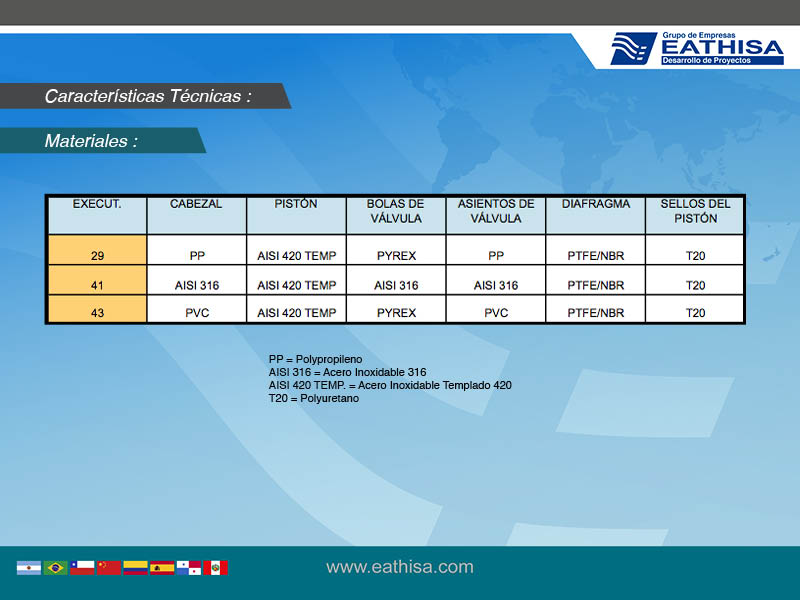 Grupo de Empresas
EATHISA
Desarrollo de Proyectos
Características Técnicas :
Materiales :
EXECUT. CABEZAL PISTÓN BOLAS DE VÁLVULA ASIENTOS DE VÁLVULA DIAFRAGMA SELLOS DEL PISTÓN
29 PP AISI 420 TEMP PYREX PP PTFE/NBR T20
41 AISI 316 AISI 420 TEMP AISI 316 AISI 316 PTFE/NBR T20
43 PVC AISI 420 TEMP PYREX PVC PTFE/NBR T20
PP = Polypropileno
AISI 316 = Acero Inoxidable 316
AISI 420 TEMP. = Acero Inoxidable Templado 420
T20 = Polyuretano
www.eathisa.com